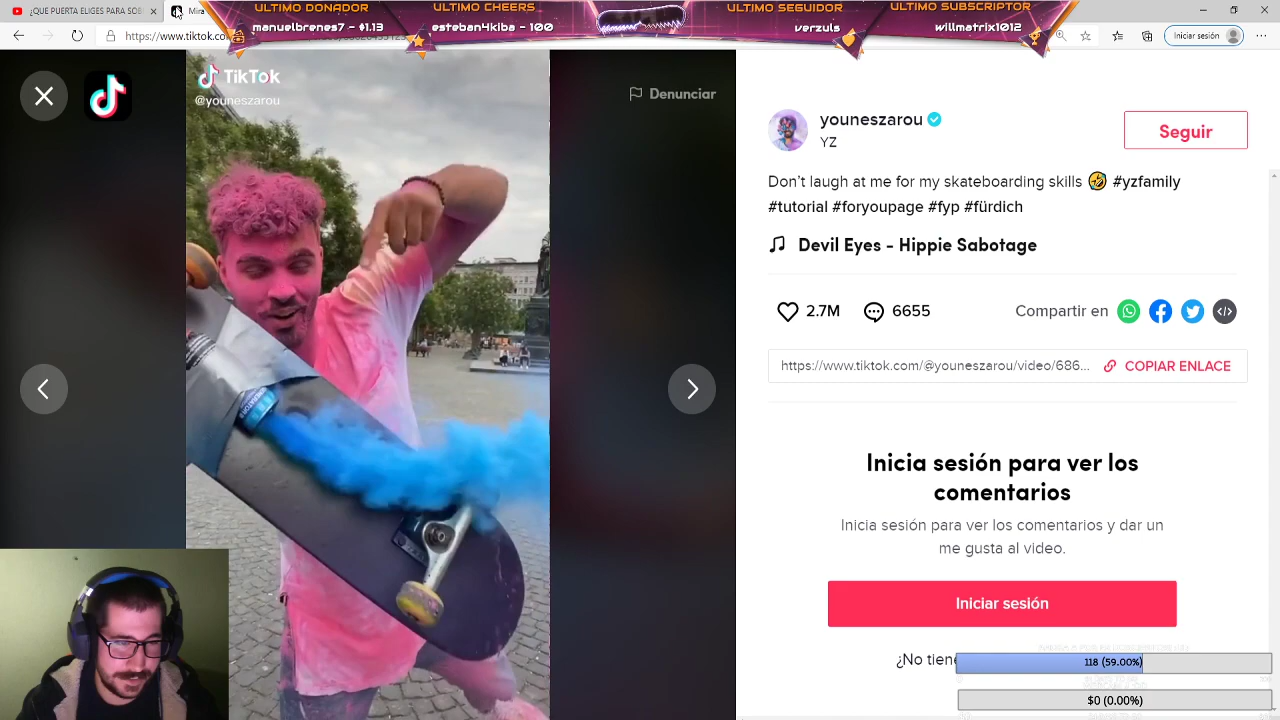 ULTIMO DONADOR
ULTIMO CHEERS
ULTIMO SEGUIDOR
ULTIMO SUBSCRIPTOR
manuelbrenes7 - $1.13
esteban4kiba - 100
verzuls
willmatrix1012
PUERTA ELIGES PARA SOB
https://www.tiktok.co
Iniciar sesión
TikTok
@youneszarou
Denunciar
youneszarou
YZ
Seguir
Don’t laugh at me for my skateboarding skills 🤣 #yzfamily
#tutorial #foryoupage #fyp #fürdich
Devil Eyes - Hippie Sabotage
2.7M
6655
Compartir en
https://www.tiktok.com/@youneszarou/video/686...
COPIAR ENLACE
Inicia sesión para ver los
comentarios
Inicia sesión para ver los comentarios y dar un
me gusta al video.
Iniciar sesión
¿No tiene
118 (59.00%)
$0 (0.00%)